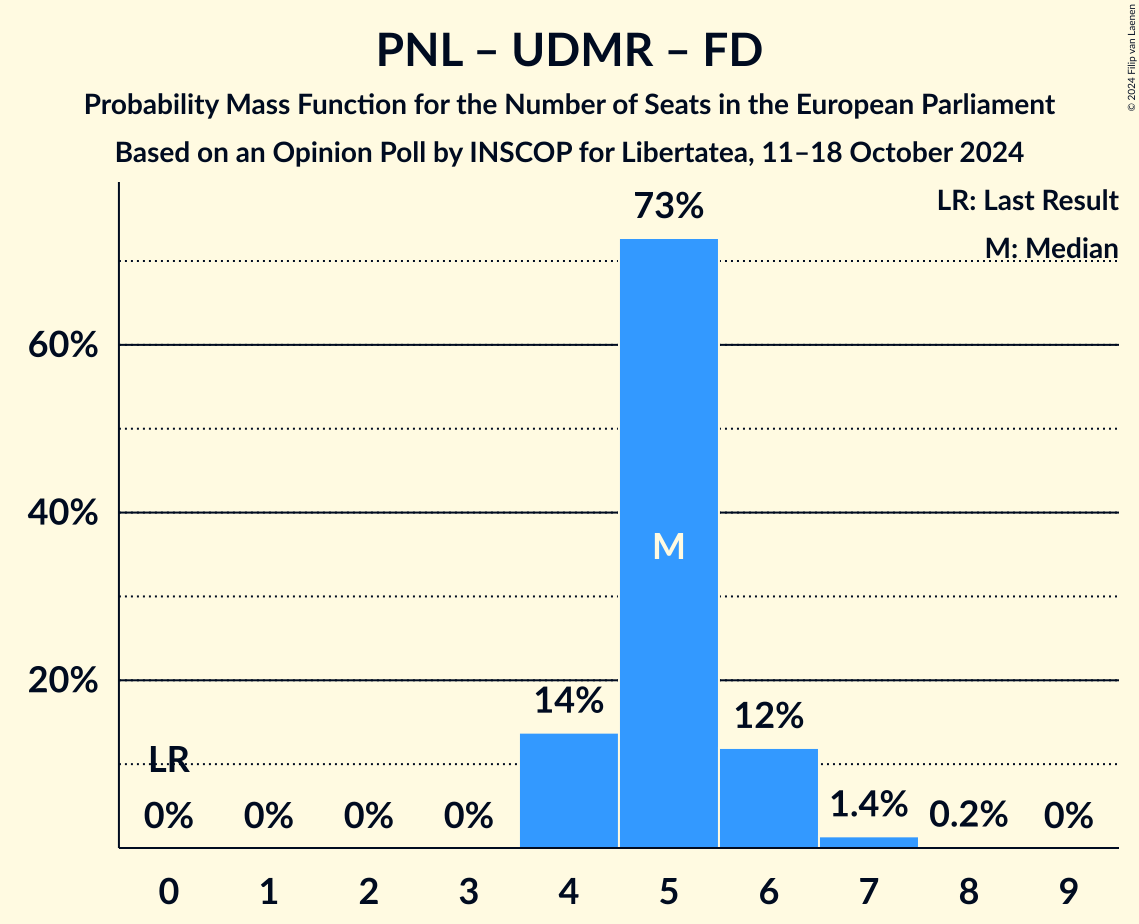 PNL – UDMR – FD
Probability Mass Function for the Number of Seats in the European Parliament
Based on an Opinion Poll by INSCOP for Libertatea, 11–18 October 2024
© 2024 Filip van Laenen
LR: Last Result
M: Median
60%
40%
20%
LR
0%
0%
0%
0%
14%
73%
M
12%
1.4%
0.2%
0%
0 1 2 3 4 5 6 7 8 9